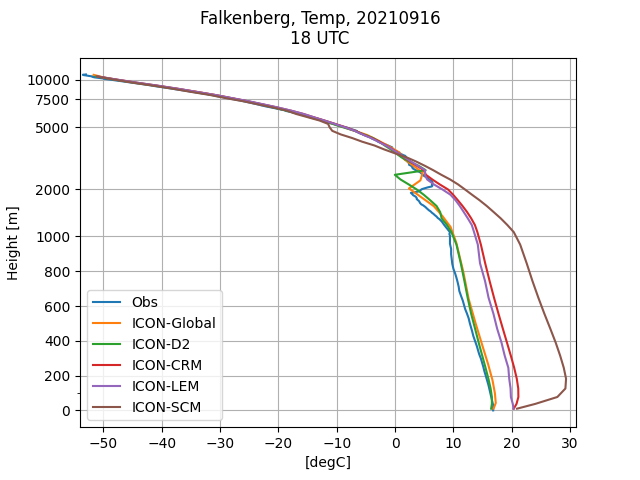 Falkenberg, Temp, 20210916
18 UTC
10000
7500
5000
2000
1000
800
600
400
200
0
Height [m]
Obs
ICON-Global
ICON-D2
ICON-CRM
ICON-LEM
ICON-SCM
−50 −40 −30 −20 −10 0 10 20 30
[degC]